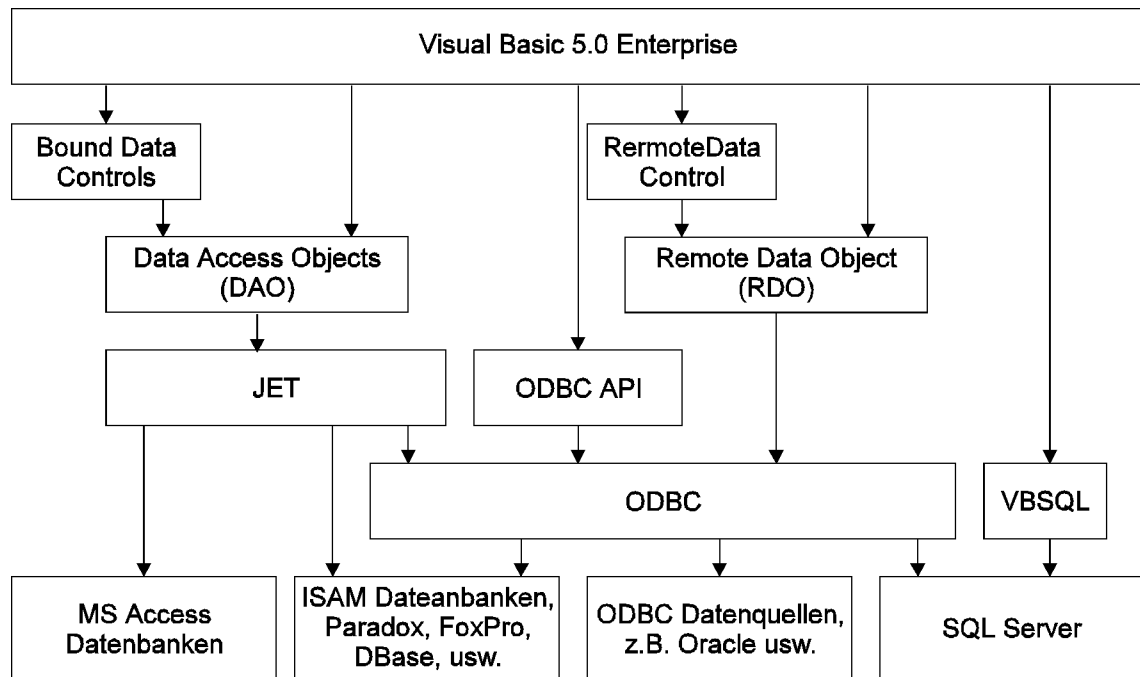 Visual Basic 5.0 Enterprise
Bound Data
Controls
RermoteData
Control
Data Access Objects
(DAO)
Remote Data Object
(RDO)
JET
ODBC API
ODBC
VBSQL
MS Access
Datenbanken
ISAM Dateanbanken,
Paradox, FoxPro,
DBase, usw.
ODBC Datenquellen,
z.B. Oracle usw.
SQL Server